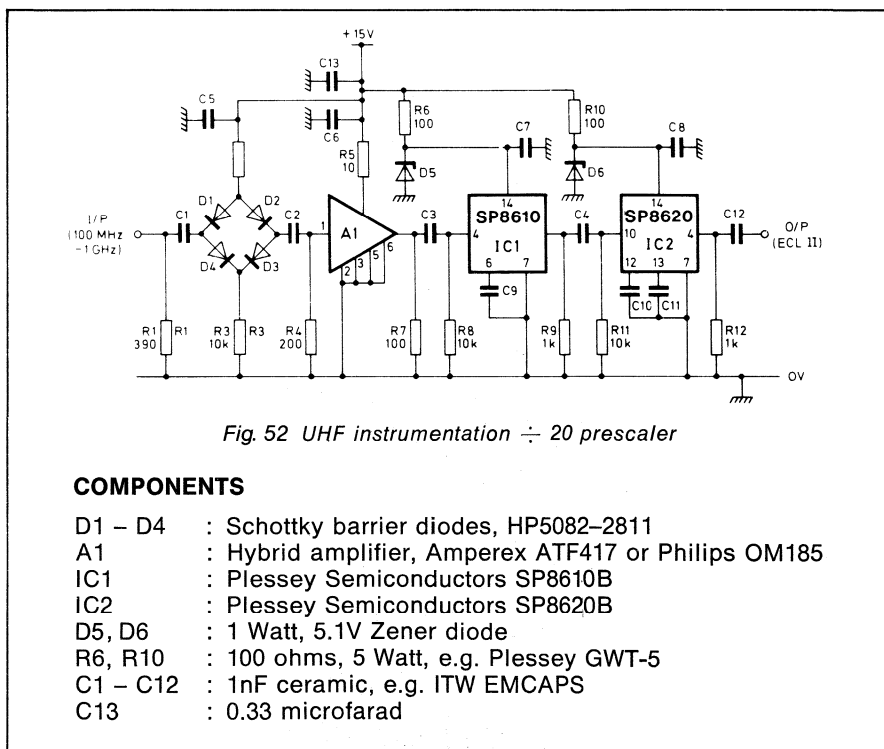 +15V
C13
C5
C6
R6
100
R10
100
C7
C8
R5
10
D5
D6
D1
D2
14
14
I/P
(100 MHz
-1GHz)
C1
C2
1
A1
C3
SP8610
4
IC1
C4
SP8620
10
4
IC2
C12
O/P
(ECL II)
D4
D3
2
3
5
6
6
7
12
13
7
C9
C10
C11
R1
390
R1
R3
10k
R3
R4
200
R7
100
R8
10k
R9
1k
R11
10k
R12
1k
0V
Fig. 52 UHF instrumentation ÷ 20 prescaler
COMPONENTS
D1 – D4 : Schottky barrier diodes, HP5082–2811
A1 : Hybrid amplifier, Amperex ATF417 or Philips OM185
IC1 : Plessey Semiconductors SP8610B
IC2 : Plessey Semiconductors SP8620B
D5, D6 : 1 Watt, 5.1V Zener diode
R6, R10 : 100 ohms, 5 Watt, e.g. Plessey GWT-5
C1 – C12 : 1nF ceramic, e.g. ITW EMCAPS
C13 : 0.33 microfarad